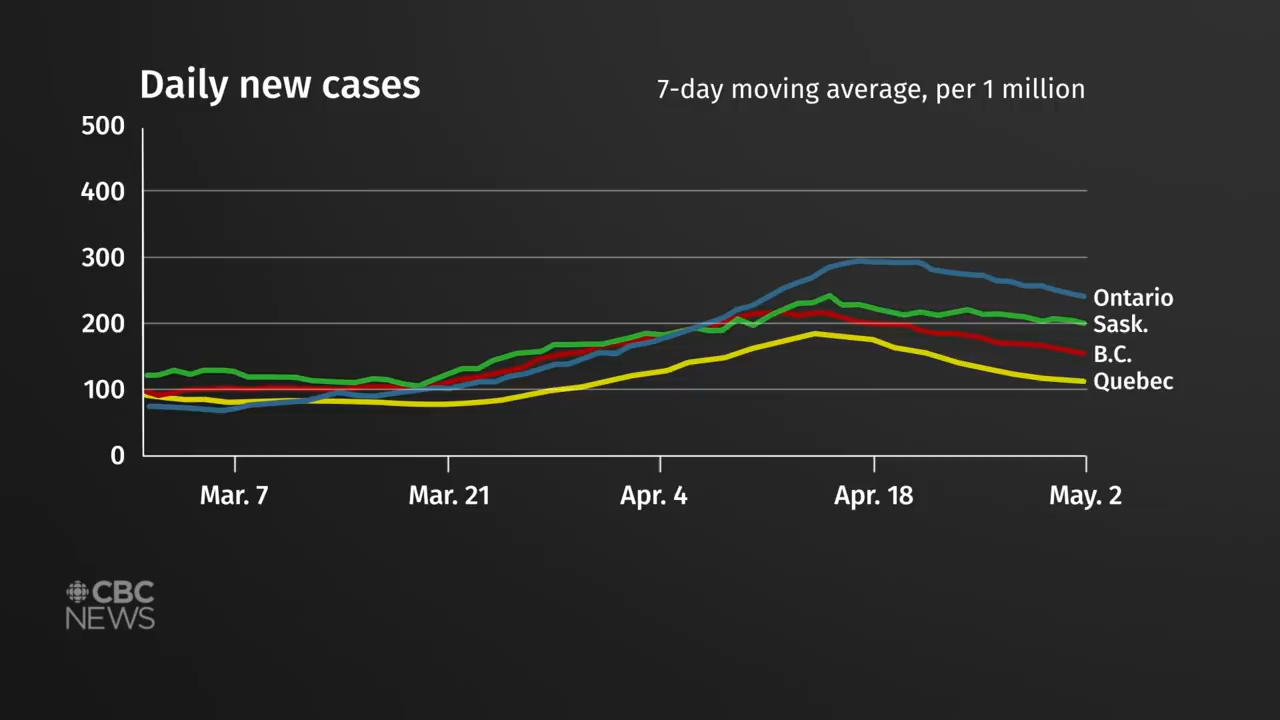 Daily new cases
7-day moving average, per 1 million
500
400
300
200
100
0
Ontario
Sask.
B.C.
Quebec
Mar. 7
Mar. 21
Apr. 4
Apr. 18
May. 2
CBC
NEWS